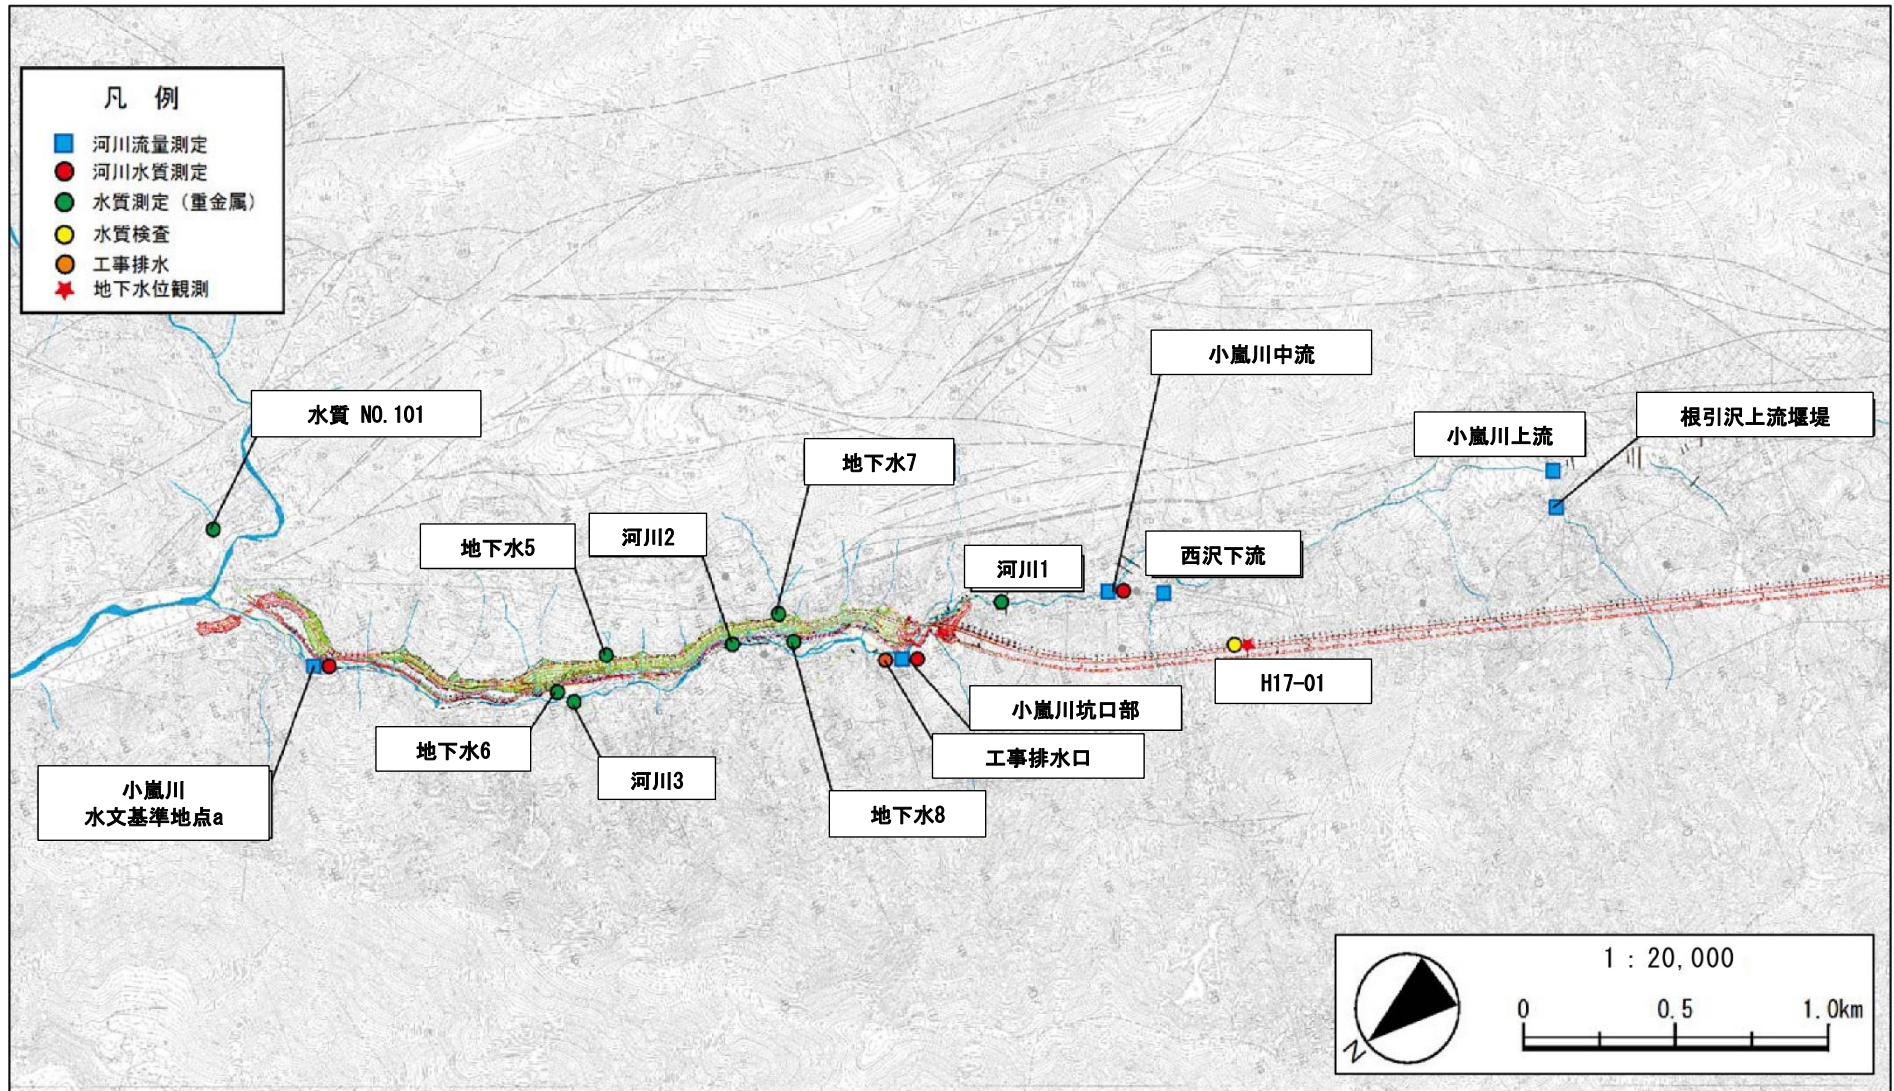 凡 例
河川流量測定
河川水質測定
水質測定（重金属）
水質検査
工事排水
地下水位観測
小嵐川中流
水質 NO.101
小嵐川上流
根引沢上流堰堤
地下水7
地下水5
河川2
河川1
西沢下流
H17-01
小嵐川坑口部
地下水6
工事排水口
河川3
小嵐川
水文基準地点a
地下水8
N
1：20,000
0 0.5 1.0km